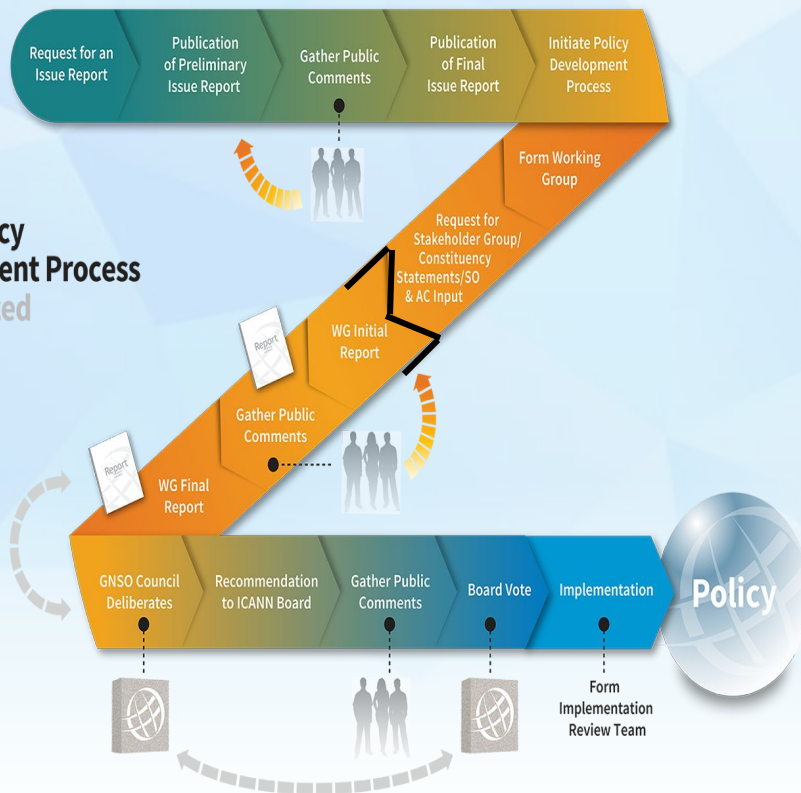 Request for an
Issue Report
Publication
of Preliminary
Issue Report
Gather Public
Comments
Publication
of Final
Issue Report
Initiate Policy
Development
Process
Form Working
Group
Request for
Stakeholder Group/
Constituency
Statements/SO
& AC Input
cy
ent Process
ed
WG Initial
Report
Report
Gather Public
Comments
Report
WG Final
Report
GNSO Council
Deliberates
Recommendation
to ICANN Board
Gather Public
Comments
Board Vote
Implementation
Policy
Form
Implementation
Review Team